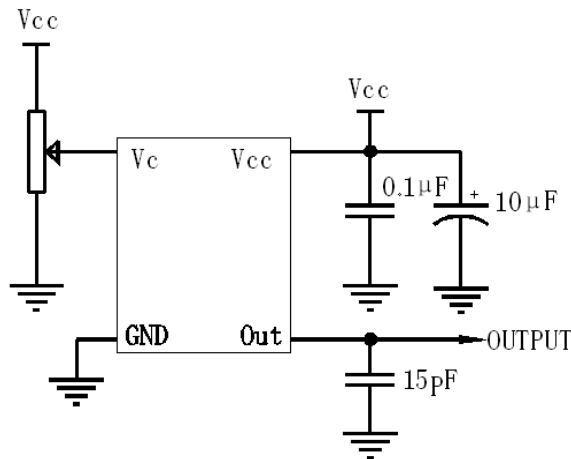 Vcc
Vcc
Vc
Vcc
0.1μF
+
10μF
GND
Out
OUTPUT
15pF